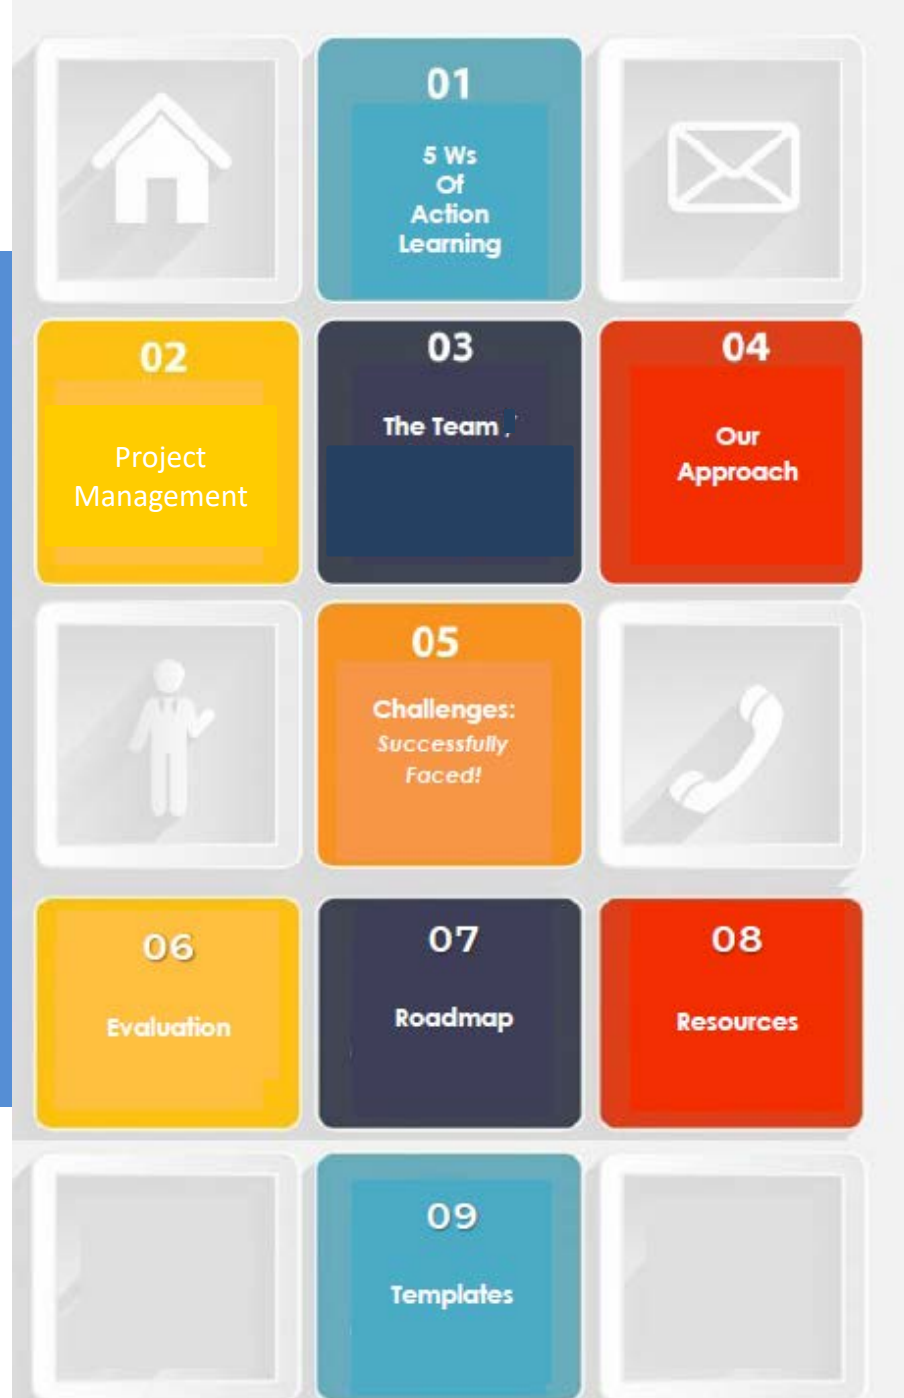 01
5 Ws
Of
Action
Learning
02
Project
Management
03
The Team
04
Our
Approach
05
Challenges:
Successfully
Faced!
06
Evaluation
07
Roadmap
08
Resources
09
Templates